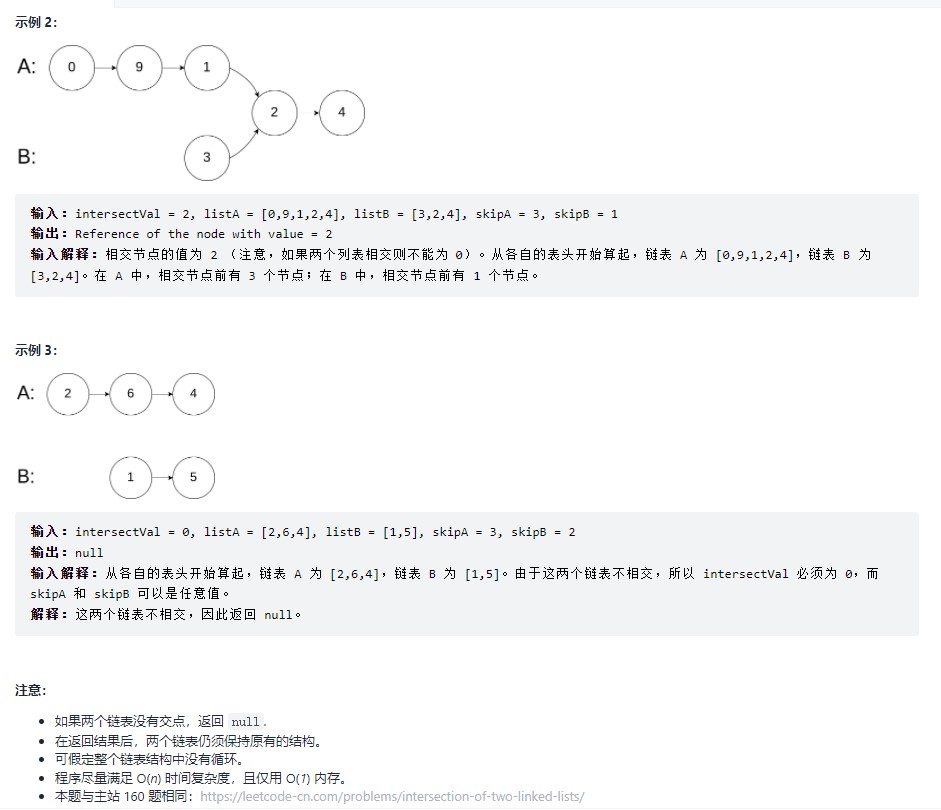 示例 2：
A: 0 9 1
2 4
B: 3
输入：intersectVal = 2, listA = [0,9,1,2,4], listB = [3,2,4], skipA = 3, skipB = 1
输出：Reference of the node with value = 2
输入解释：相交节点的值为 2 （注意，如果两个列表相交则不能为 0）。从各自的表头开始算起，链表 A 为 [0,9,1,2,4]，链表 B 为
[3,2,4]。在 A 中，相交节点前有 3 个节点；在 B 中，相交节点前有 1 个节点。
示例 3：
A: 2 6 4
B: 1 5
输入：intersectVal = 0, listA = [2,6,4], listB = [1,5], skipA = 3, skipB = 2
输出：null
输入解释：从各自的表头开始算起，链表 A 为 [2,6,4]，链表 B 为 [1,5]。由于这两个链表不相交，所以 intersectVal 必须为 0，而
skipA 和 skipB 可以是任意值。
解释：这两个链表不相交，因此返回 null。
注意：
如果两个链表没有交点，返回 null.
在返回结果后，两个链表仍须保持原有的结构。
可假定整个链表结构中没有循环。
程序尽量满足 O(n) 时间复杂度，且仅用 O(1) 内存。
本题与主站 160 题相同：https://leetcode-cn.com/problems/intersection-of-two-linked-lists/